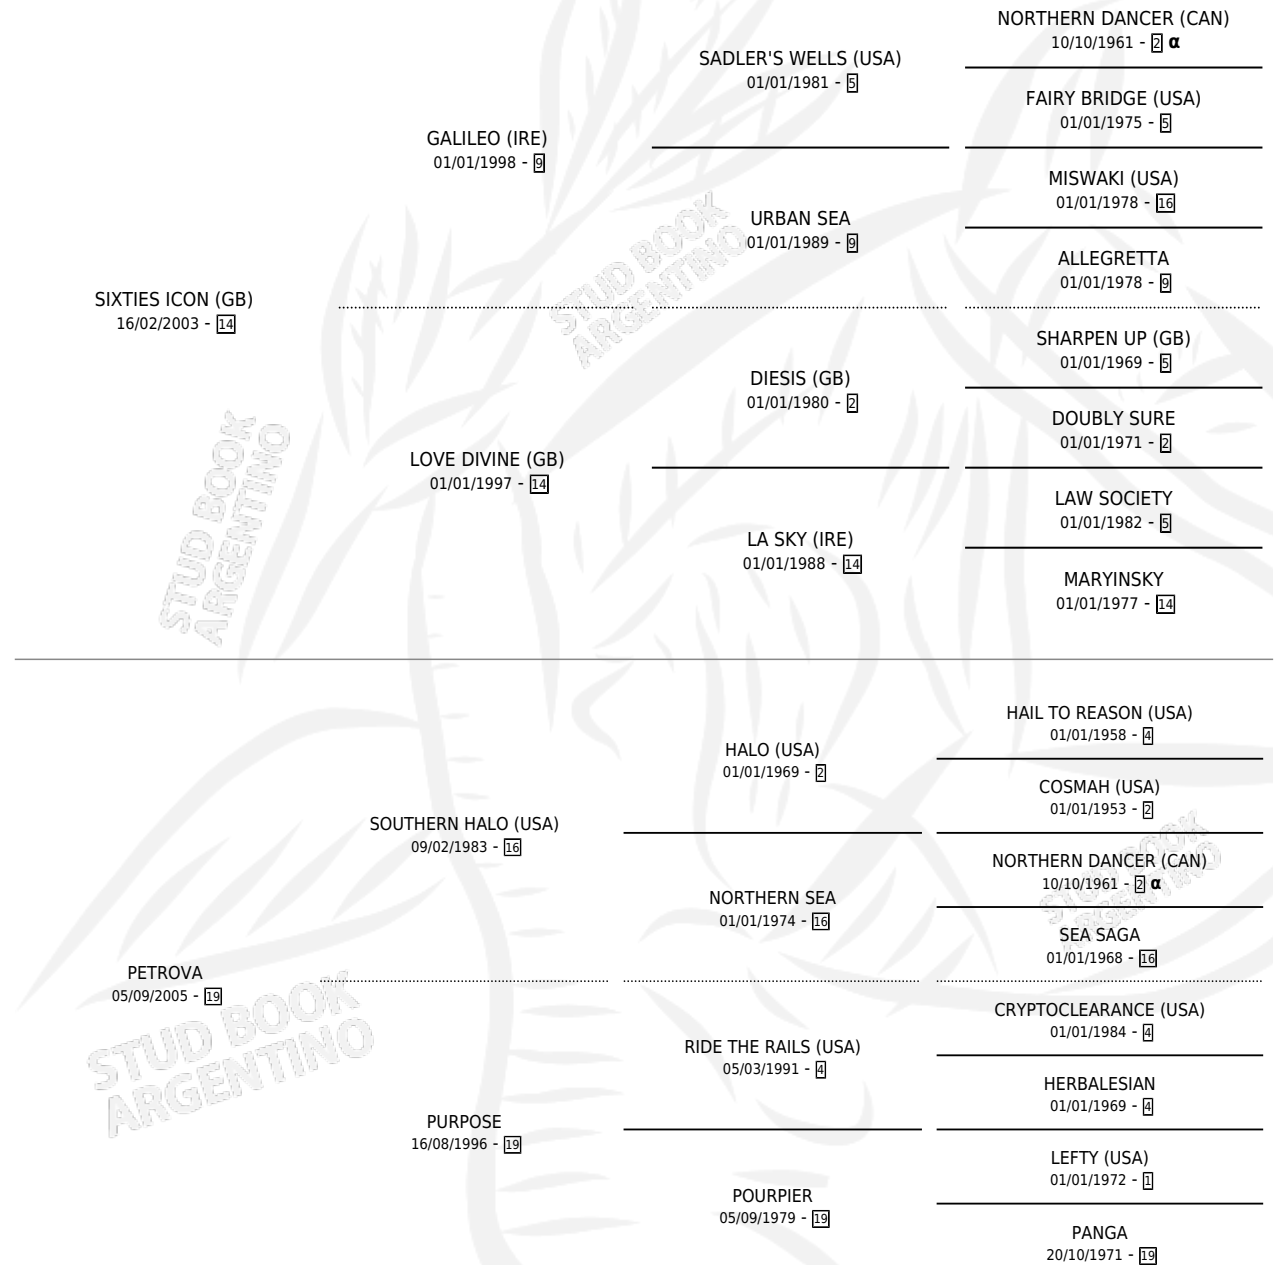 NORTHERN DANCER (CAN)
10/10/1961 - 2 α
SADLER'S WELLS (USA)
01/01/1981 - 5
FAIRY BRIDGE (USA)
01/01/1975 - 5
GALILEO (IRE)
01/01/1998 - 9
MISWAKI (USA)
01/01/1978 - 16
URBAN SEA
01/01/1989 - 9
ALLEGRETTA
01/01/1978 - 9
SIXTIES ICON (GB)
16/02/2003 - 14
STUD BOOK
ARGENTINO
SHARPEN UP (GB)
01/01/1969 - 5
DIESIS (GB)
01/01/1980 - 2
DOUBLY SURE
01/01/1971 - 2
LOVE DIVINE (GB)
01/01/1997 - 14
LAW SOCIETY
01/01/1982 - 5
LA SKY (IRE)
01/01/1988 - 14
MARYINSKY
01/01/1977 - 14
STUD BOOK
ARGENTINO
HAIL TO REASON (USA)
01/01/1958 - 4
HALO (USA)
01/01/1969 - 2
COSMAH (USA)
01/01/1953 - 2
SOUTHERN HALO (USA)
09/02/1983 - 16
NORTHERN DANCER (CAN)
10/10/1961 - 2 α
STUD BOOK
ARGENTINO
NORTHERN SEA
01/01/1974 - 16
SEA SAGA
01/01/1968 - 16
PETROVA
05/09/2005 - 19
STUD BOOK
ARGENTINO
CRYPTOCLEARANCE (USA)
01/01/1984 - 4
RIDE THE RAILS (USA)
05/03/1991 - 4
HERBALESIAN
01/01/1969 - 4
PURPOSE
16/08/1996 - 19
LEFTY (USA)
01/01/1972 - 1
POURPIER
05/09/1979 - 19
PANGA
20/10/1971 - 19